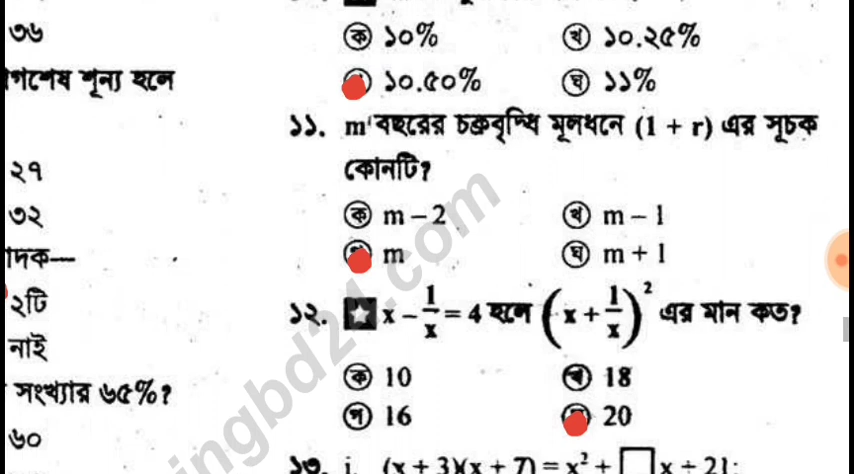 ৩৬
গশেষ শূন্য হলে
২৭
৩২
দক—
২টি
নাই
সংখ্যার ৬৫%?
৬০
ক ১০% খ ১০.২৫%
১০.৫০% ঘ ১১%
১১. m বছরের চক্রবৃদ্ধি মূলধনে (1 + r) এর সূচক
কোনটি?
ক m – 2 খ m – 1
m ঘ m + 1
১২. x – 1/x = 4 হলে (x + 1/x)² এর মান কত?
ক 10 খ 18
গ 16 20
১৩. i. (x + 3)(x + 7) = x² + □ x + 21;
ingbd24.com